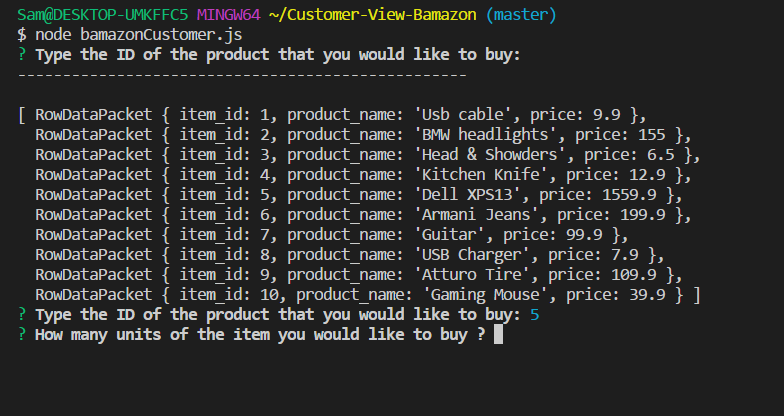 Sam@DESKTOP-UMKFFC5 MINGW64 ~/Customer-View-Bamazon (master)
$ node bamazonCustomer.js
? Type the ID of the product that you would like to buy:
--------------------------------------------------
[ RowDataPacket { item_id: 1, product_name: 'Usb cable', price: 9.9 },
  RowDataPacket { item_id: 2, product_name: 'BMW headlights', price: 155 },
  RowDataPacket { item_id: 3, product_name: 'Head & Showders', price: 6.5 },
  RowDataPacket { item_id: 4, product_name: 'Kitchen Knife', price: 12.9 },
  RowDataPacket { item_id: 5, product_name: 'Dell XPS13', price: 1559.9 },
  RowDataPacket { item_id: 6, product_name: 'Armani Jeans', price: 199.9 },
  RowDataPacket { item_id: 7, product_name: 'Guitar', price: 99.9 },
  RowDataPacket { item_id: 8, product_name: 'USB Charger', price: 7.9 },
  RowDataPacket { item_id: 9, product_name: 'Atturo Tire', price: 109.9 },
  RowDataPacket { item_id: 10, product_name: 'Gaming Mouse', price: 39.9 } ]
? Type the ID of the product that you would like to buy: 5
? How many units of the item you would like to buy ?